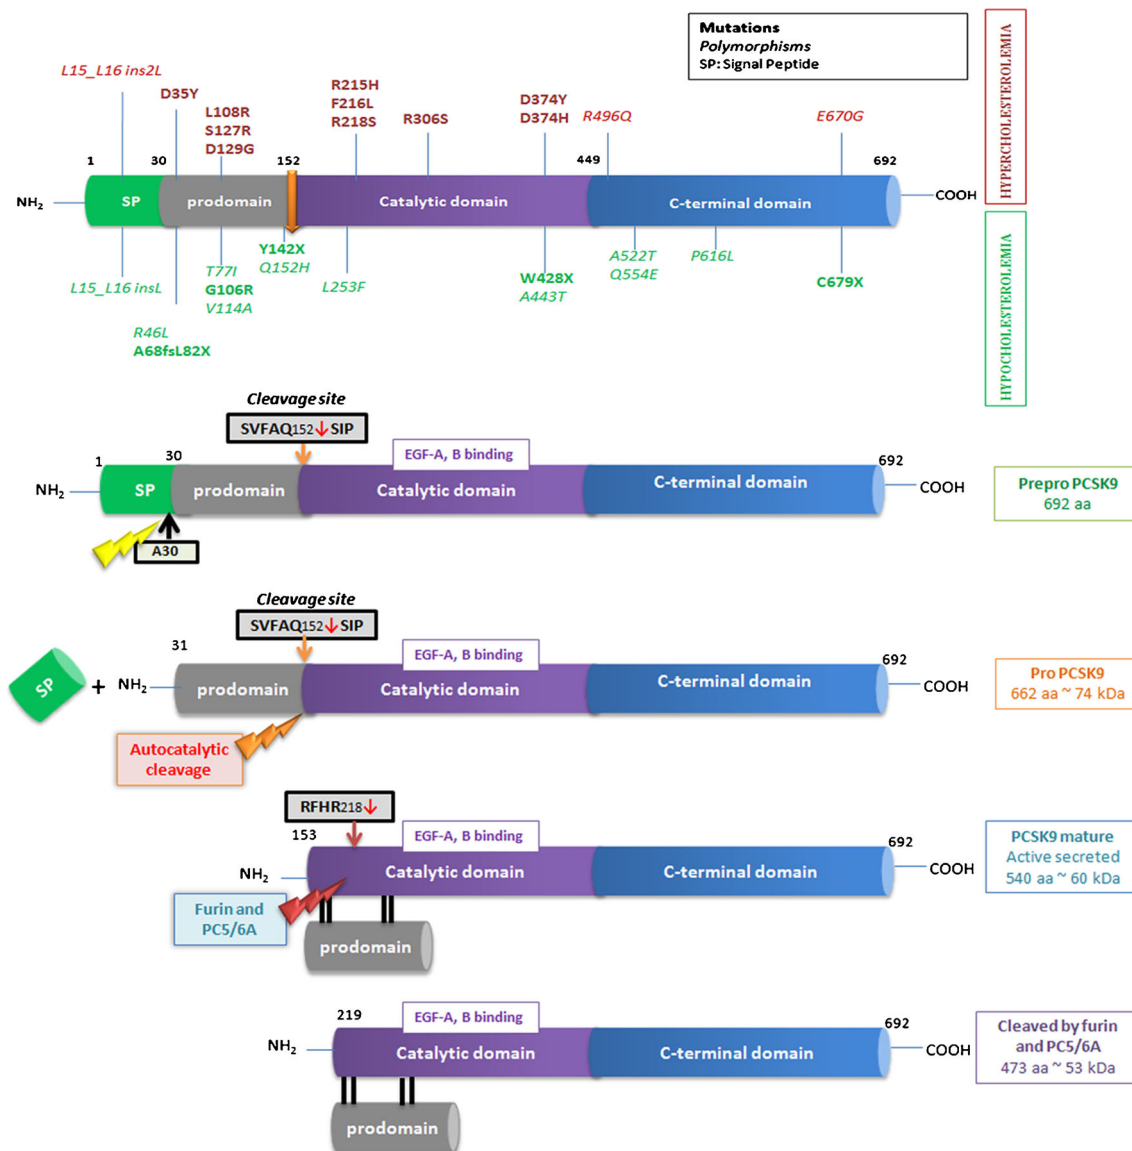 Mutations
Polymorphisms
SP: Signal Peptide
HYPERCHOLESTEROLEMIA
L15_L16 ins2L
D35Y
L108R
S127R
D129G
R215H
F216L
R218S
R306S
D374Y
D374H
R496Q
E670G
1
30
152
449
692
NH2
SP
prodomain
Catalytic domain
C-terminal domain
COOH
L15_L16 insL
R46L
A68fsL82X
T77I
G106R
V114A
Y142X
Q152H
L253F
W428X
A443T
A522T
Q554E
P616L
C679X
HYPOCHOLESTEROLEMIA
Cleavage site
SVFAQ152↓SIP
1
30
EGF-A, B binding
692
NH2
SP
prodomain
Catalytic domain
C-terminal domain
COOH
A30
Prepro PCSK9
692 aa
Cleavage site
SVFAQ152↓SIP
31
EGF-A, B binding
692
SP
+
NH2
prodomain
Catalytic domain
C-terminal domain
COOH
Autocatalytic
cleavage
Pro PCSK9
662 aa ~ 74 kDa
RFHR218↓
153
EGF-A, B binding
692
NH2
Catalytic domain
C-terminal domain
COOH
Furin and
PC5/6A
prodomain
PCSK9 mature
Active secreted
540 aa ~ 60 kDa
219
EGF-A, B binding
692
NH2
Catalytic domain
C-terminal domain
COOH
prodomain
Cleaved by furin
and PC5/6A
473 aa ~ 53 kDa